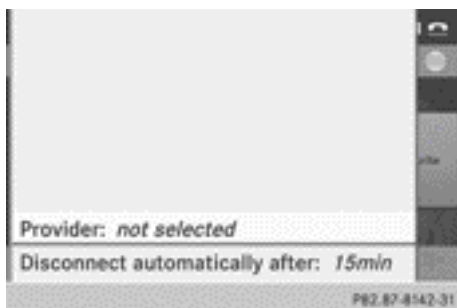 Provider: not selected
Disconnect automatically after: 15min
P82.87-8142-31